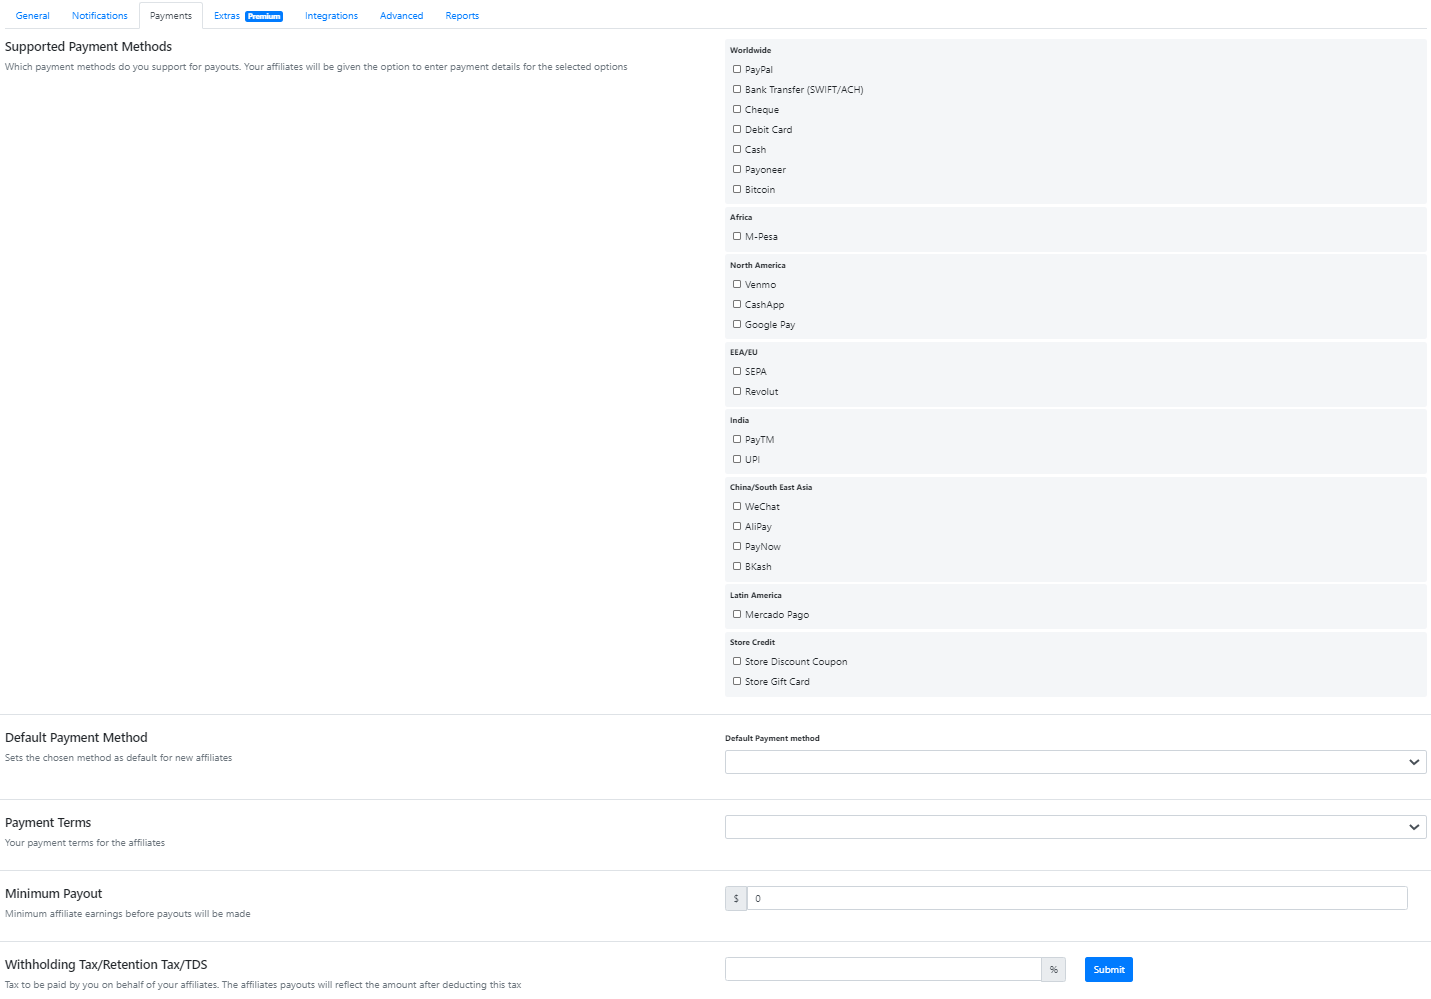 General Notifications Payments Extras Premium Integrations Advanced Reports
Supported Payment Methods
Which payment methods do you support for payouts. Your affiliates will be given the option to enter payment details for the selected options
Worldwide
PayPal
Bank Transfer (SWIFT/ACH)
Cheque
Debit Card
Cash
Payoneer
Bitcoin
Africa
M-Pesa
North America
Venmo
CashApp
Google Pay
EEA/EU
SEPA
Revolut
India
PayTM
UPI
China/South East Asia
WeChat
AliPay
PayNow
BKash
Latin America
Mercado Pago
Store Credit
Store Discount Coupon
Store Gift Card
Default Payment Method
Sets the chosen method as default for new affiliates
Default Payment method
Payment Terms
Your payment terms for the affiliates
Minimum Payout
Minimum affiliate earnings before payouts will be made
$ 0
Withholding Tax/Retention Tax/TDS
Tax to be paid by you on behalf of your affiliates. The affiliates payouts will reflect the amount after deducting this tax
% Submit